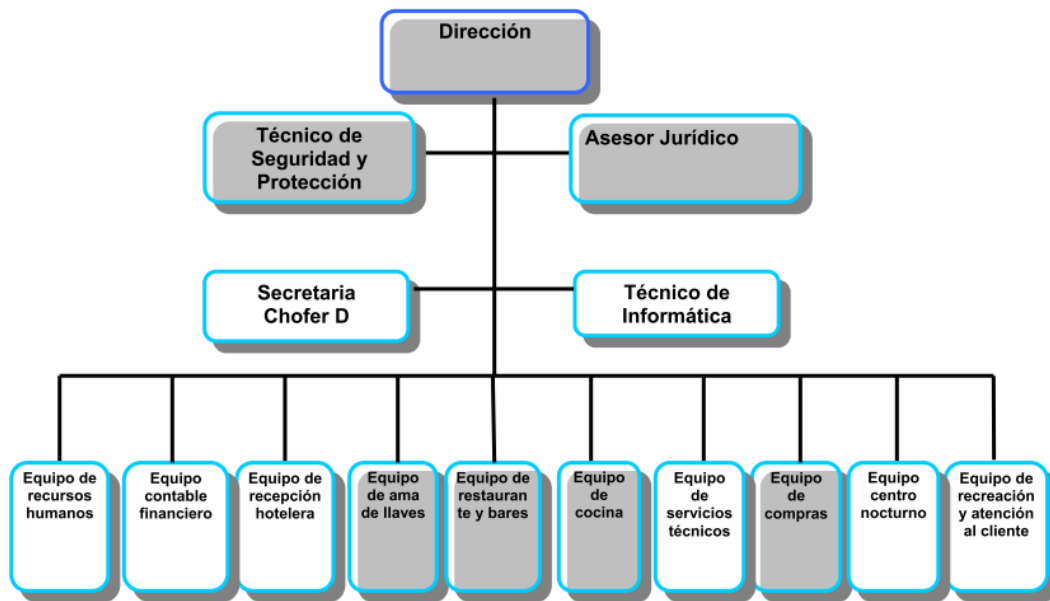 Dirección
Técnico de
Seguridad y
Protección
Asesor Jurídico
Secretaria
Chofer D
Técnico de
Informática
Equipo de
recursos
humanos
Equipo
contable
financiero
Equipo de
recepción
hotelera
Equipo
de ama
de llaves
Equipo de
restauran
te y bares
Equipo
de
cocina
Equipo
de
servicios
técnicos
Equipo
de
compras
Equipo
centro
nocturno
Equipo de
recreación
y atención
al cliente